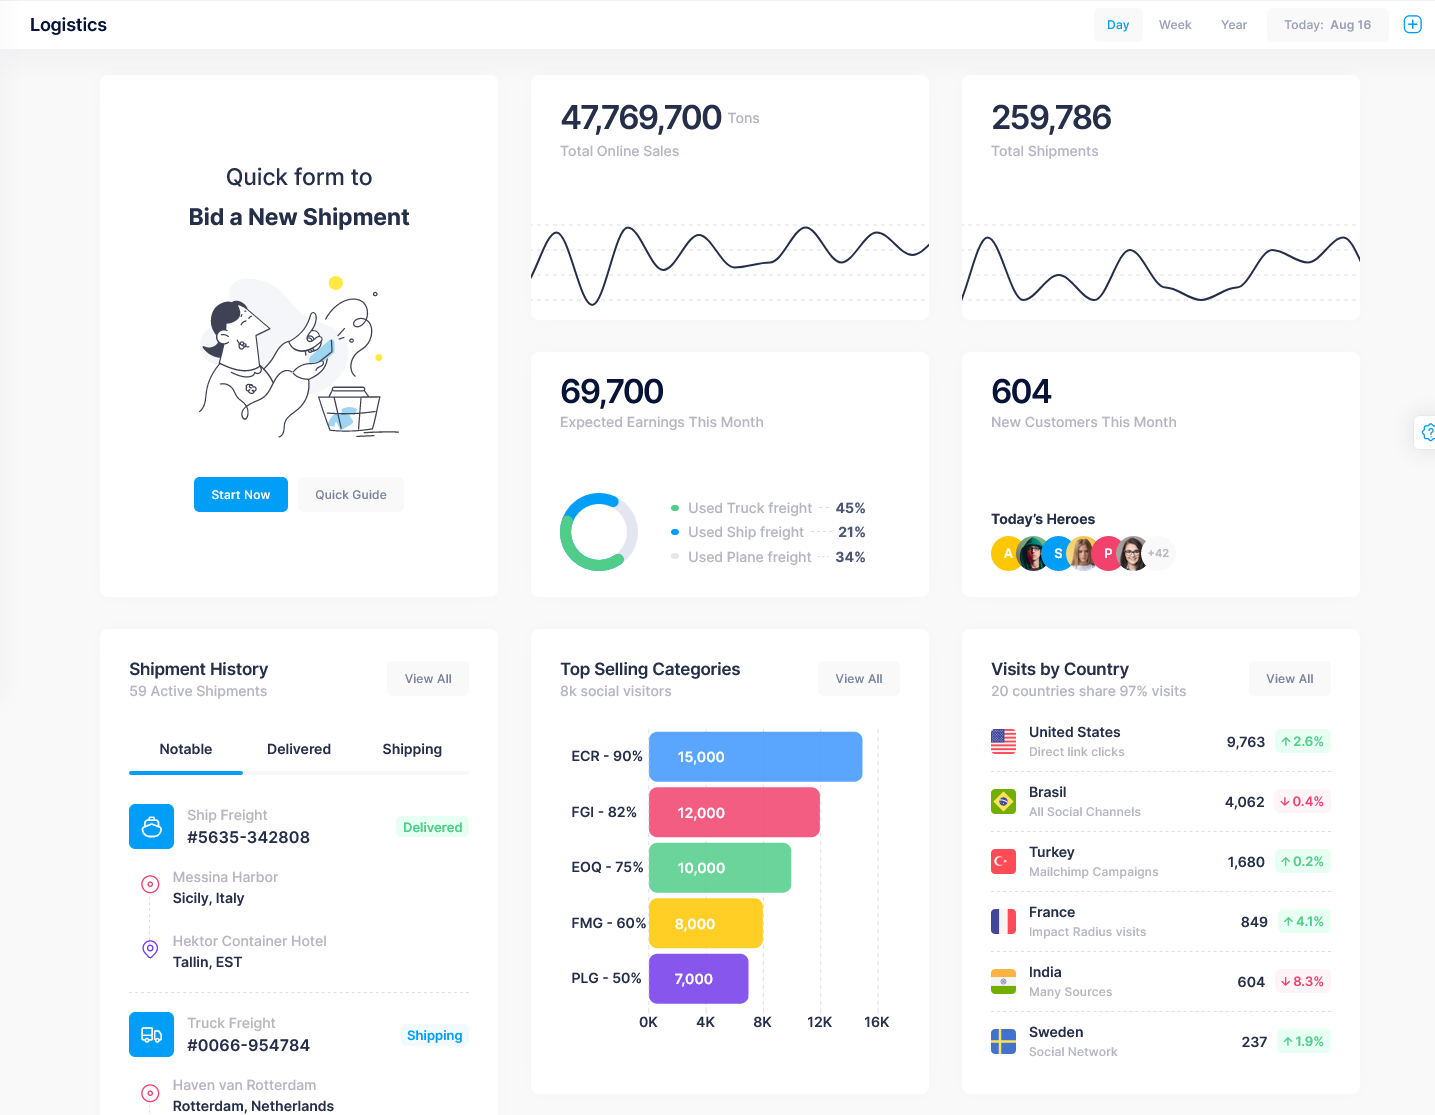 Logistics
Day
Week
Year
Today: Aug 16
Quick form to
Bid a New Shipment
Start Now
Quick Guide
47,769,700 Tons
Total Online Sales
259,786
Total Shipments
69,700
Expected Earnings This Month
Used Truck freight 45%
Used Ship freight 21%
Used Plane freight 34%
604
New Customers This Month
Today's Heroes
A
S
P
+42
Shipment History
59 Active Shipments
View All
Notable
Delivered
Shipping
Ship Freight
#5635-342808
Delivered
Messina Harbor
Sicily, Italy
Hektor Container Hotel
Tallin, EST
Truck Freight
#0066-954784
Shipping
Haven van Rotterdam
Rotterdam, Netherlands
Top Selling Categories
8k social visitors
View All
ECR - 90% 15,000
FGI - 82% 12,000
EOQ - 75% 10,000
FMG - 60% 8,000
PLG - 50% 7,000
0K 4K 8K 12K 16K
Visits by Country
20 countries share 97% visits
View All
United States
Direct link clicks
9,763
2.6%
Brasil
All Social Channels
4,062
0.4%
Turkey
Mailchimp Campaigns
1,680
0.2%
France
Impact Radius visits
849
4.1%
India
Many Sources
604
8.3%
Sweden
Social Network
237
1.9%